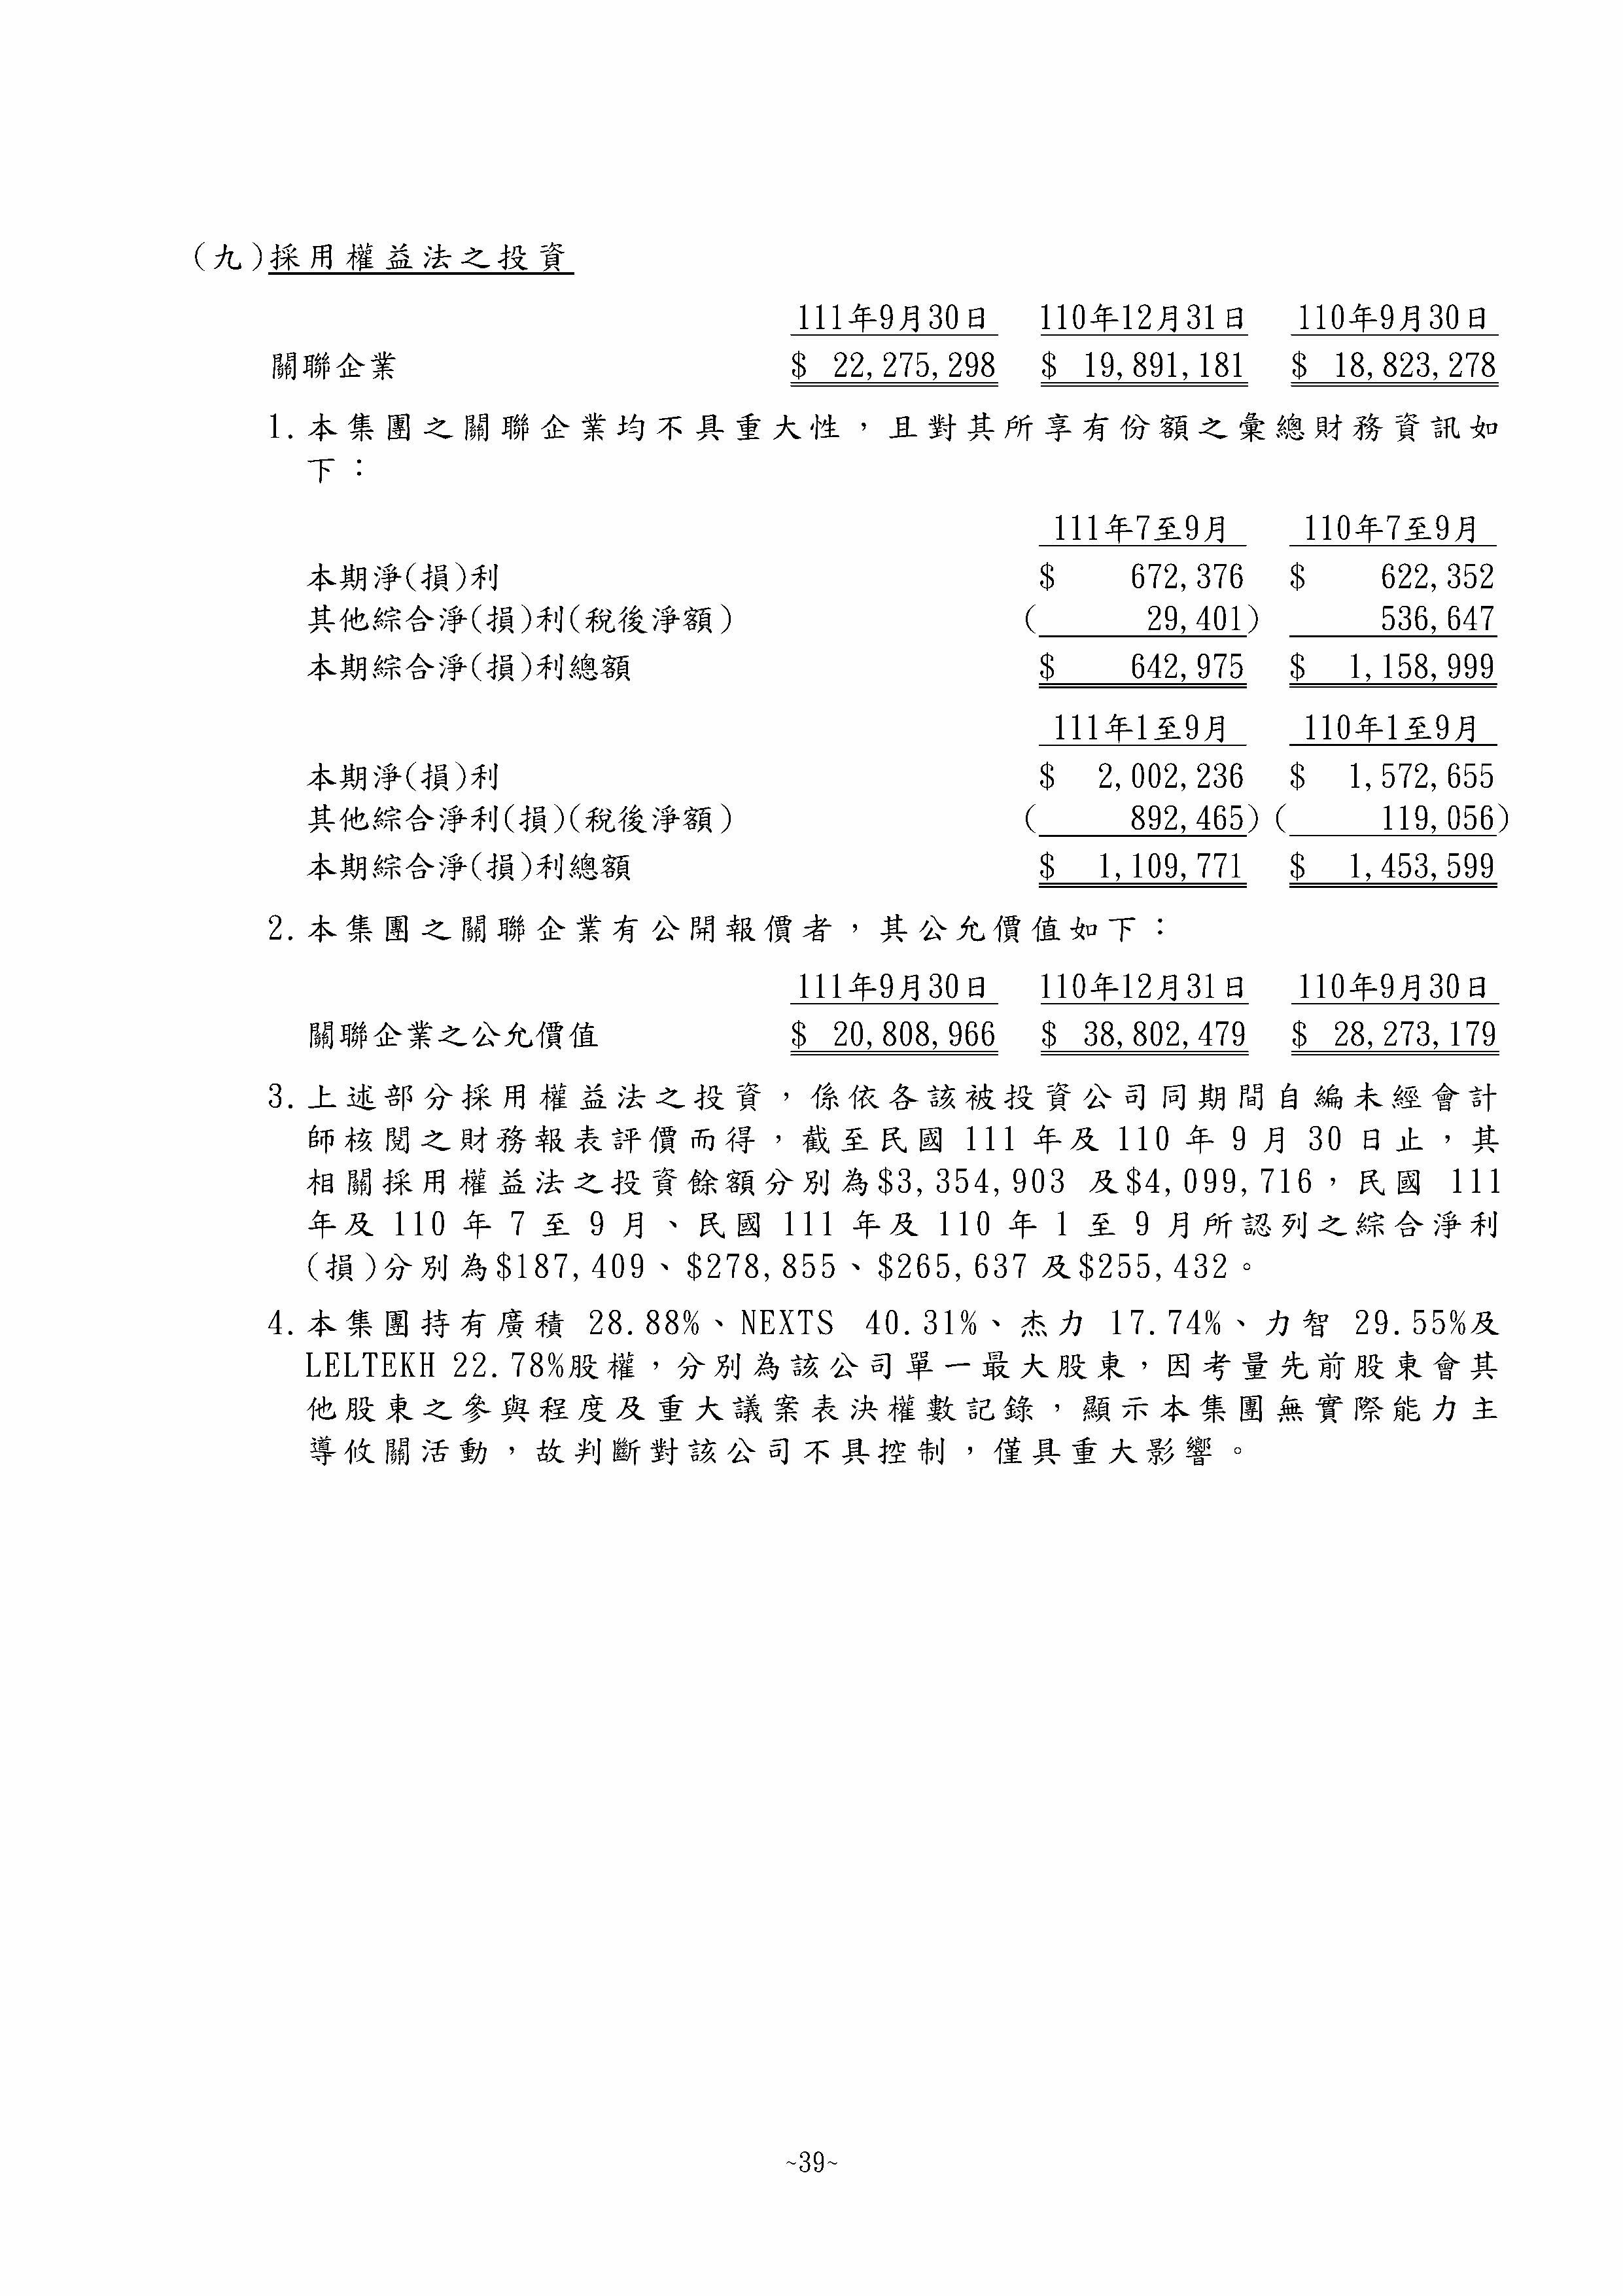 (九)採用權益法之投資
111年9月30日 110年12月31日 110年9月30日
關聯企業 $ 22,275,298 $ 19,891,181 $ 18,823,278
1.本集團之關聯企業均不具重大性，且對其所享有份額之彙總財務資訊如
下：
111年7至9月 110年7至9月
本期淨(損)利 $ 672,376 $ 622,352
其他綜合淨(損)利(稅後淨額) ( 29,401) 536,647
本期綜合淨(損)利總額 $ 642,975 $ 1,158,999
111年1至9月 110年1至9月
本期淨(損)利 $ 2,002,236 $ 1,572,655
其他綜合淨利(損)(稅後淨額) ( 892,465) ( 119,056)
本期綜合淨(損)利總額 $ 1,109,771 $ 1,453,599
2.本集團之關聯企業有公開報價者，其公允價值如下：
111年9月30日 110年12月31日 110年9月30日
關聯企業之公允價值 $ 20,808,966 $ 38,802,479 $ 28,273,179
3.上述部分採用權益法之投資，係依各該被投資公司同期間自編未經會計
師核閱之財務報表評價而得，截至民國 111 年及 110 年 9 月 30 日止，其
相關採用權益法之投資餘額分別為$3,354,903 及$4,099,716，民國 111
年及 110 年 7 至 9 月、民國 111 年及 110 年 1 至 9 月所認列之綜合淨利
(損)分別為$187,409、$278,855、$265,637 及$255,432。
4.本集團持有廣積 28.88%、NEXTS 40.31%、杰力 17.74%、力智 29.55%及
LELTEKH 22.78%股權，分別為該公司單一最大股東，因考量先前股東會其
他股東之參與程度及重大議案表決權數記錄，顯示本集團無實際能力主
導攸關活動，故判斷對該公司不具控制，僅具重大影響。
~39~